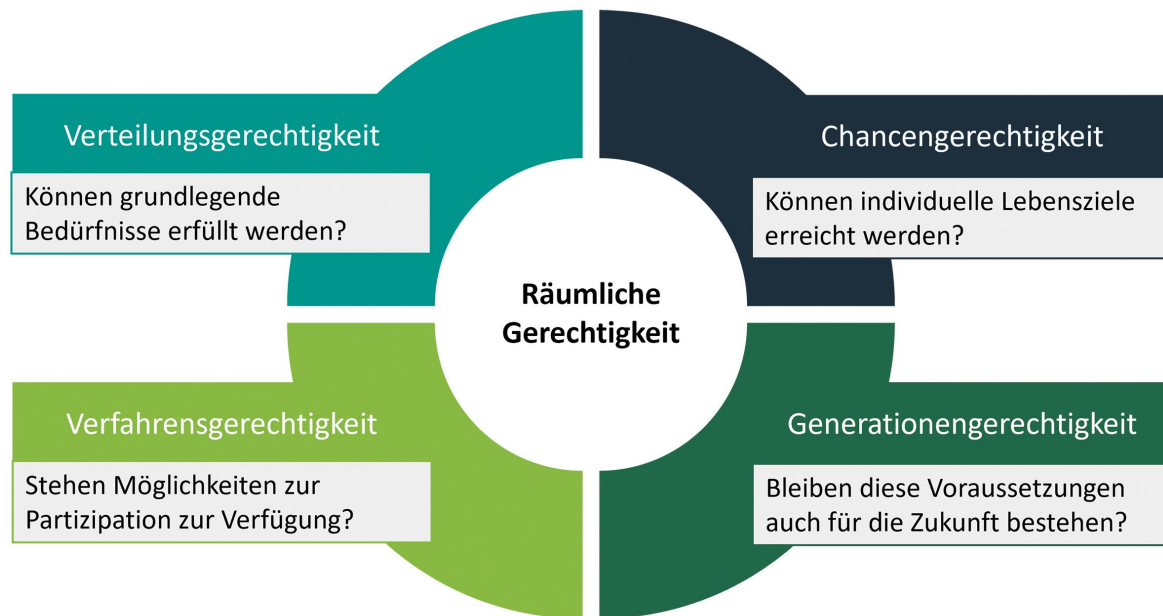 Verteilungsgerechtigkeit
Können grundlegende
Bedürfnisse erfüllt werden?
Chancengerechtigkeit
Können individuelle Lebensziele
erreicht werden?
Räumliche
Gerechtigkeit
Verfahrensgerechtigkeit
Stehen Möglichkeiten zur
Partizipation zur Verfügung?
Generationengerechtigkeit
Bleiben diese Voraussetzungen
auch für die Zukunft bestehen?